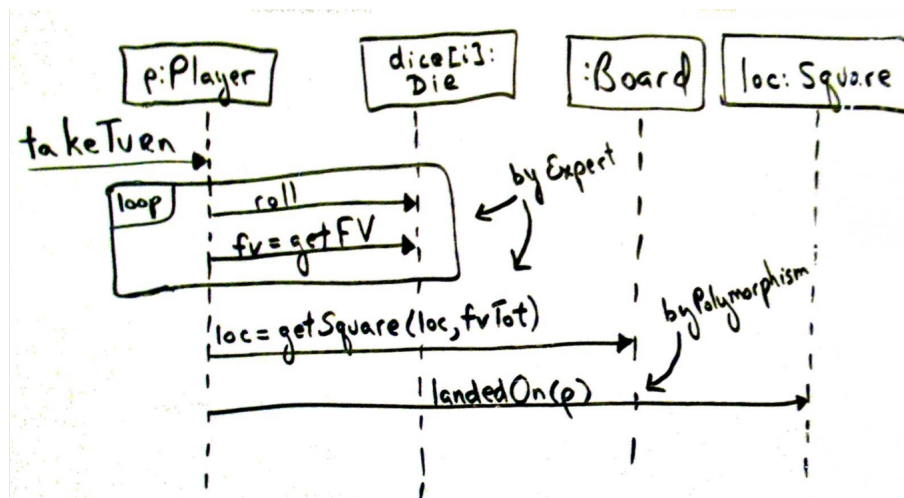 p:Player
dice[i]:
Die
:Board
loc: Square
takeTurn
loop
roll
fv=getFV
by Expert
loc=getSquare(loc, fvTot)
by Polymorphism
landedOn(p)